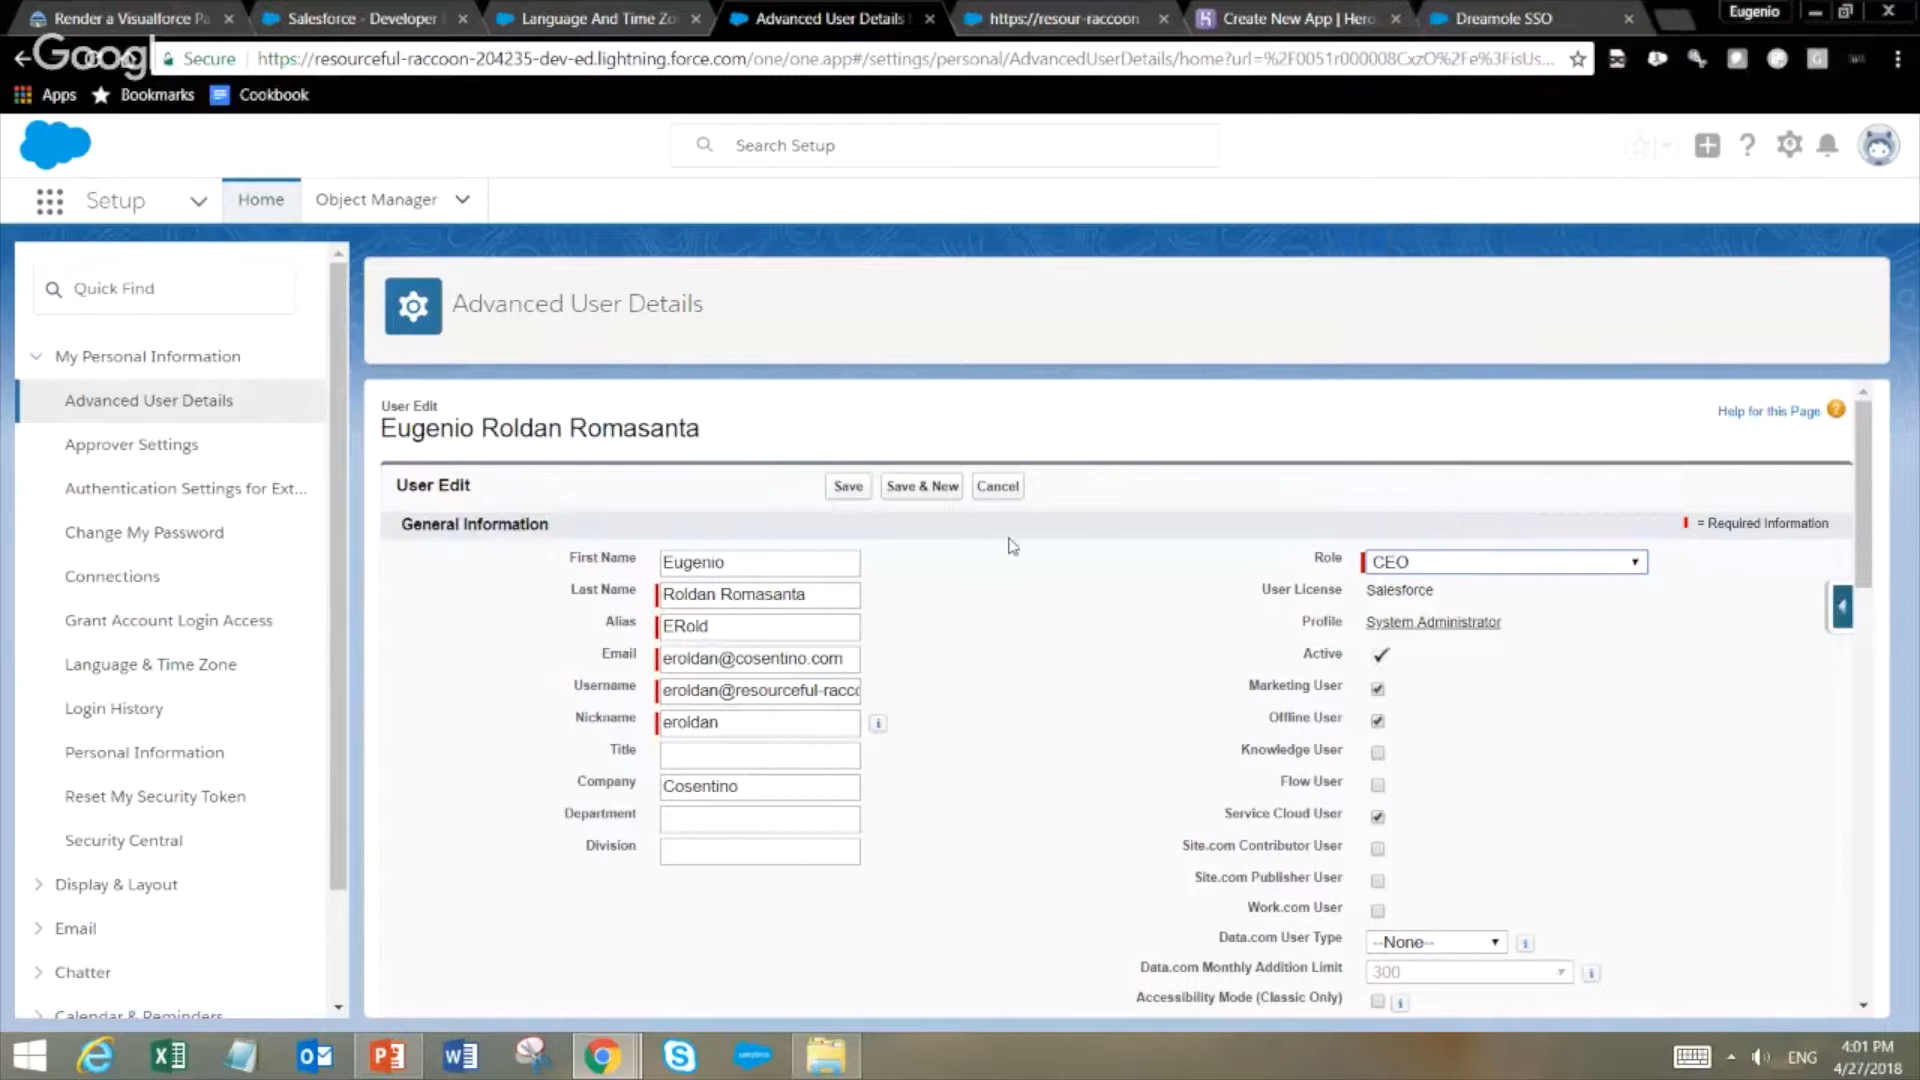 Render a Visualforce Pa
Salesforce - Developer
Language And Time Zo
Advanced User Details
https://resour-raccoon
Create New App | Hero
Dreamole SSO
Eugenio
Googl
Secure
https://resourceful-raccoon-204235-dev-ed.lightning.force.com/one/one.app#/settings/personal/AdvancedUserDetails/home?url=%2F0051r000008CxzO%2Fe%3FisUs...
Apps
Bookmarks
Cookbook
Search Setup
Setup
Home
Object Manager
Quick Find
My Personal Information
Advanced User Details
Approver Settings
Authentication Settings for Ext...
Change My Password
Connections
Grant Account Login Access
Language & Time Zone
Login History
Personal Information
Reset My Security Token
Security Central
Display & Layout
Email
Chatter
Calendar & Reminders
Advanced User Details
User Edit
Eugenio Roldan Romasanta
Help for this Page
User Edit
Save
Save & New
Cancel
General Information
= Required Information
First Name Eugenio
Last Name Roldan Romasanta
Alias ERold
Email eroldan@cosentino.com
Username eroldan@resourceful-racco
Nickname eroldan
Title
Company Cosentino
Department
Division
Role CEO
User License Salesforce
Profile System Administrator
Active
Marketing User
Offline User
Knowledge User
Flow User
Service Cloud User
Site.com Contributor User
Site.com Publisher User
Work.com User
Data.com User Type --None--
Data.com Monthly Addition Limit 300
Accessibility Mode (Classic Only)
ENG
4:01 PM
4/27/2018